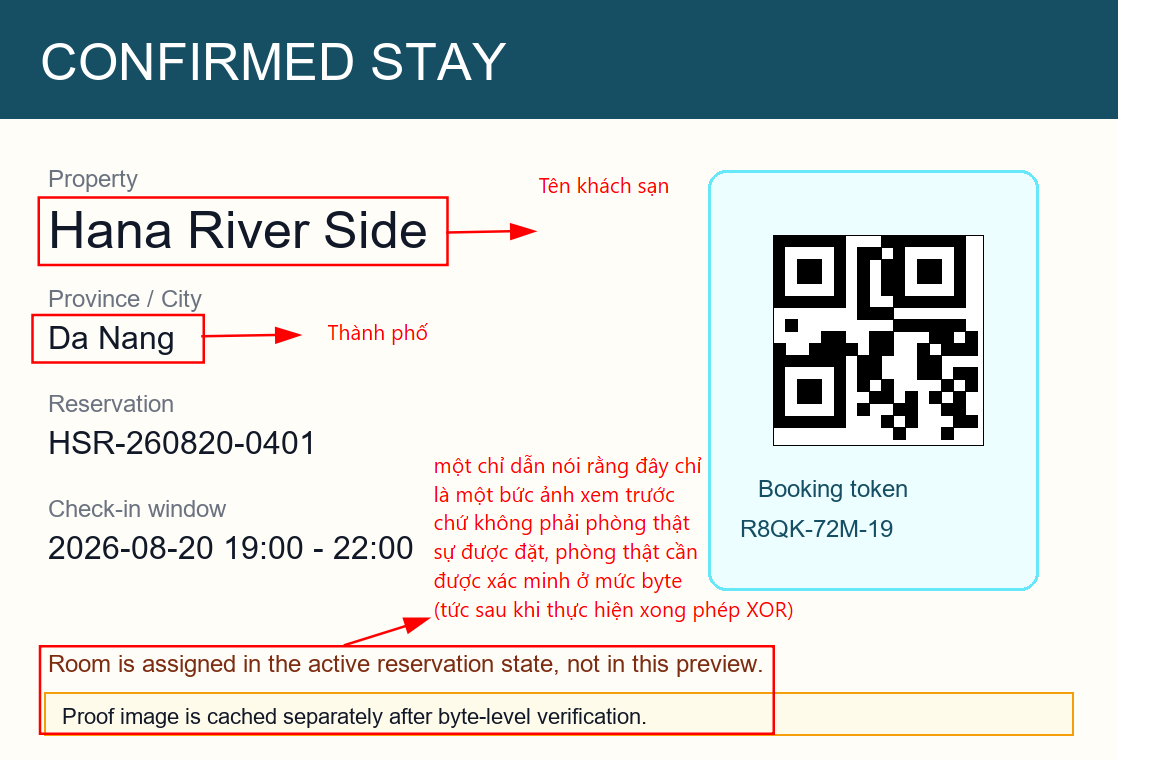 CONFIRMED STAY
Property
Hana River Side
Tên khách sạn
Province / City
Da Nang
Thành phố
Reservation
HSR-260820-0401
Check-in window
2026-08-20 19:00 - 22:00
một chỉ dẫn nói rằng đây chỉ
là một bức ảnh xem trước
chứ không phải phòng thật
sự được đặt, phòng thật cần
được xác minh ở mức byte
(tức sau khi thực hiện xong phép XOR)
Booking token
R8QK-72M-19
Room is assigned in the active reservation state, not in this preview.
Proof image is cached separately after byte-level verification.